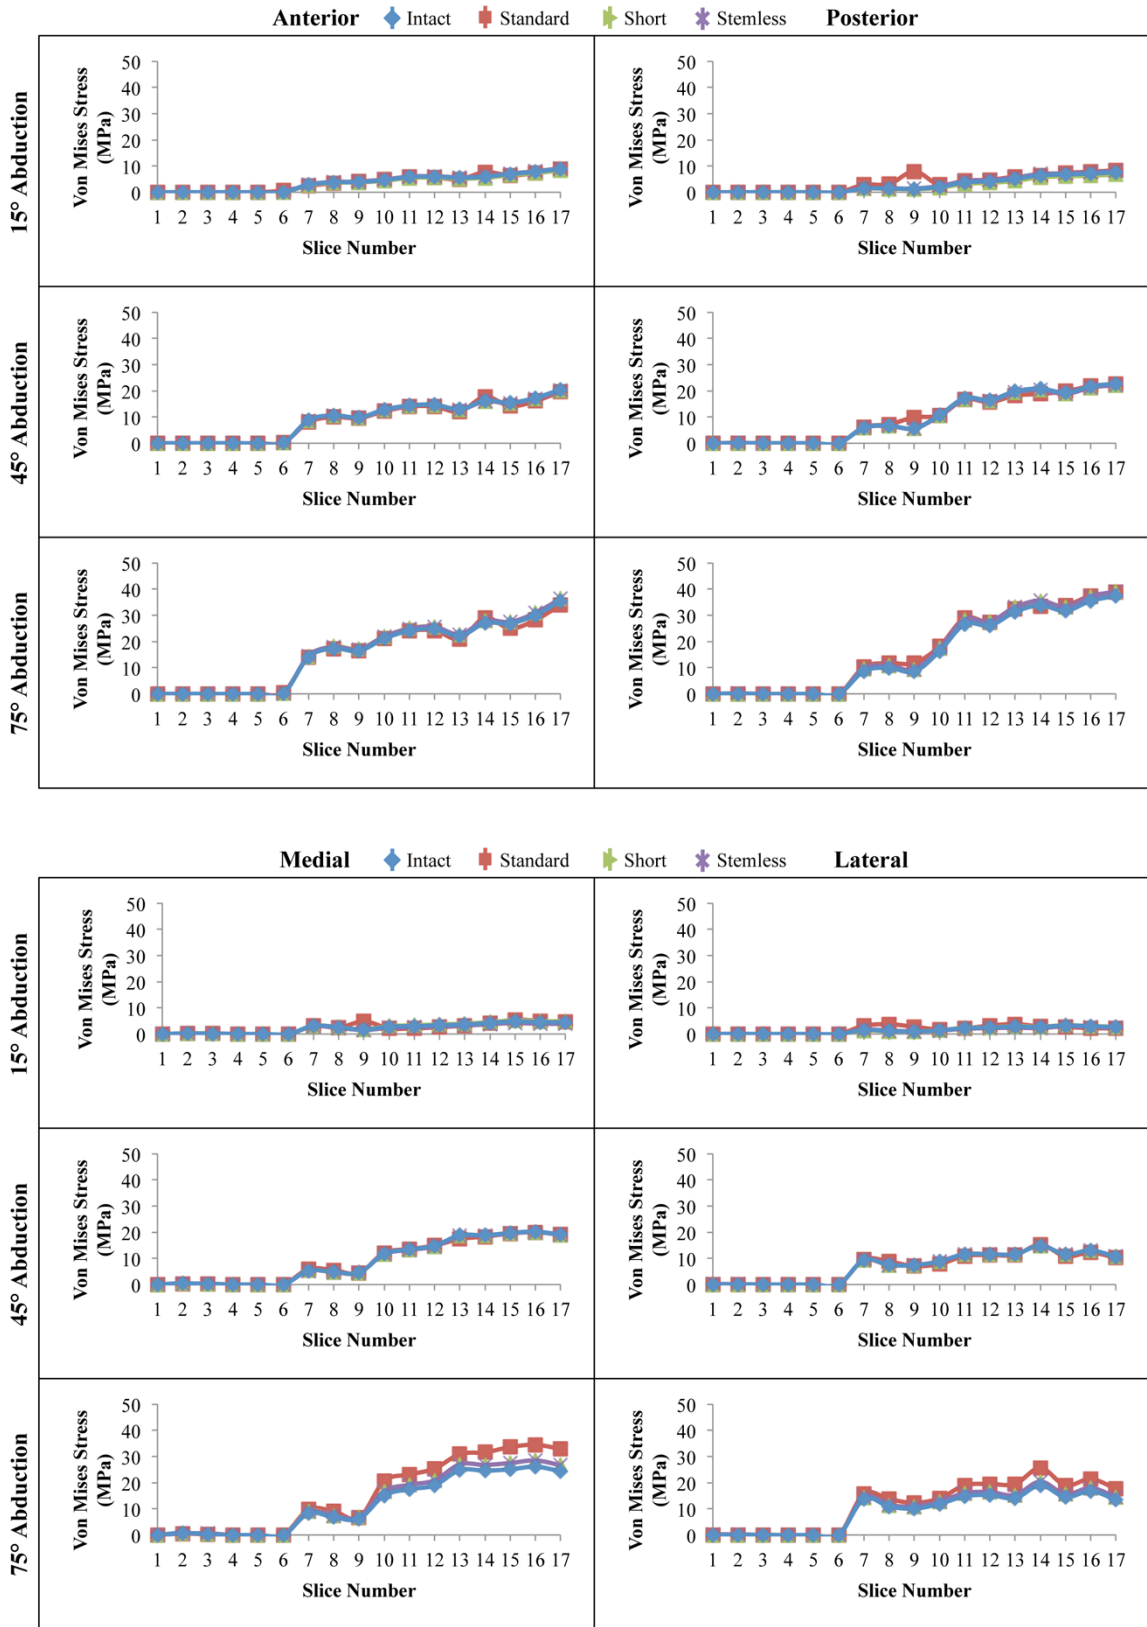 Anterior Intact Standard Short Stemless Posterior
15° Abduction
Von Mises Stress
(MPa)
50
40
30
20
10
0
1 2 3 4 5 6 7 8 9 10 11 12 13 14 15 16 17
Slice Number
Von Mises Stress
(MPa)
50
40
30
20
10
0
1 2 3 4 5 6 7 8 9 10 11 12 13 14 15 16 17
Slice Number
45° Abduction
Von Mises Stress
(MPa)
50
40
30
20
10
0
1 2 3 4 5 6 7 8 9 10 11 12 13 14 15 16 17
Slice Number
Von Mises Stress
(MPa)
50
40
30
20
10
0
1 2 3 4 5 6 7 8 9 10 11 12 13 14 15 16 17
Slice Number
75° Abduction
Von Mises Stress
(MPa)
50
40
30
20
10
0
1 2 3 4 5 6 7 8 9 10 11 12 13 14 15 16 17
Slice Number
Von Mises Stress
(MPa)
50
40
30
20
10
0
1 2 3 4 5 6 7 8 9 10 11 12 13 14 15 16 17
Slice Number
Medial Intact Standard Short Stemless Lateral
15° Abduction
Von Mises Stress
(MPa)
50
40
30
20
10
0
1 2 3 4 5 6 7 8 9 10 11 12 13 14 15 16 17
Slice Number
Von Mises Stress
(MPa)
50
40
30
20
10
0
1 2 3 4 5 6 7 8 9 10 11 12 13 14 15 16 17
Slice Number
45° Abduction
Von Mises Stress
(MPa)
50
40
30
20
10
0
1 2 3 4 5 6 7 8 9 10 11 12 13 14 15 16 17
Slice Number
Von Mises Stress
(MPa)
50
40
30
20
10
0
1 2 3 4 5 6 7 8 9 10 11 12 13 14 15 16 17
Slice Number
75° Abduction
Von Mises Stress
(MPa)
50
40
30
20
10
0
1 2 3 4 5 6 7 8 9 10 11 12 13 14 15 16 17
Slice Number
Von Mises Stress
(MPa)
50
40
30
20
10
0
1 2 3 4 5 6 7 8 9 10 11 12 13 14 15 16 17
Slice Number